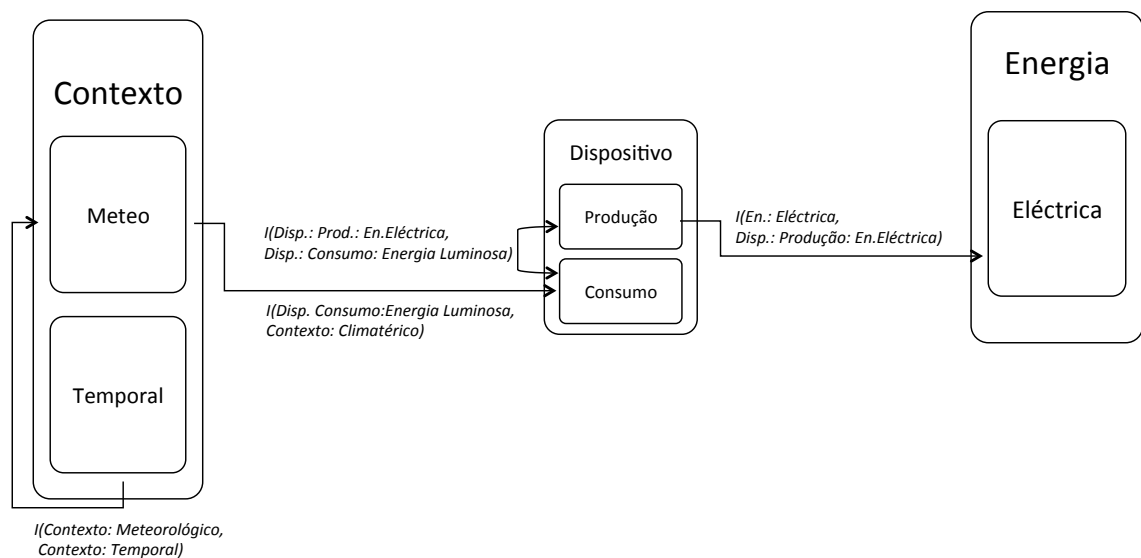 Contexto
Meteo
Temporal
I(Contexto: Meteorológico,
Contexto: Temporal)
I(Disp.: Prod.: En.Eléctrica,
Disp.: Consumo: Energia Luminosa)
I(Disp. Consumo:Energia Luminosa,
Contexto: Climatérico)
Dispositivo
Produção
Consumo
I(En.: Eléctrica,
Disp.: Produção: En.Eléctrica)
Energia
Eléctrica